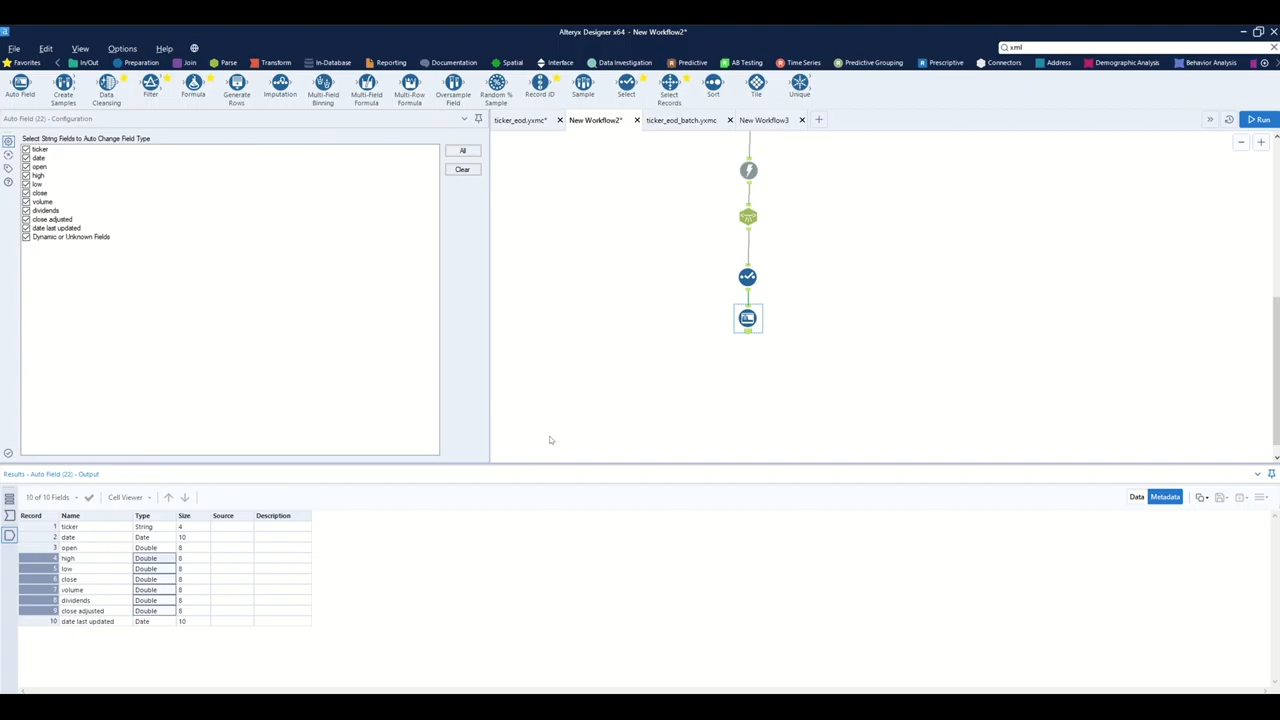 Alteryx Designer x64 - New Workflow2*
File Edit View Options Help
xml
Favorites In/Out Preparation Join Parse Transform In-Database Reporting Documentation Spatial Interface Data Investigation Predictive AB Testing Time Series Predictive Grouping Prescriptive Connectors Address Demographic Analysis Behavior Analysis
Auto Field Create Samples Data Cleansing Filter Formula Generate Rows Imputation Multi-Field Binning Multi-Field Formula Multi-Row Formula Oversample Field Random % Sample Record ID Sample Select Select Records Sort Tile Unique
Auto Field (22) - Configuration
ticker_eod.yxmc* New Workflow2* ticker_eod_batch.yxmc New Workflow3 Run
Select String Fields to Auto Change Field Type
ticker
date
open
high
low
close
volume
dividends
close adjusted
date last updated
Dynamic or Unknown Fields
All
Clear
Results - Auto Field (22) - Output
10 of 10 Fields Cell Viewer Data Metadata
Record Name Type Size Source Description
1 ticker String 4
2 date Date 10
3 open Double 8
4 high Double 8
5 low Double 8
6 close Double 8
7 volume Double 8
8 dividends Double 8
9 close adjusted Double 8
10 date last updated Date 10